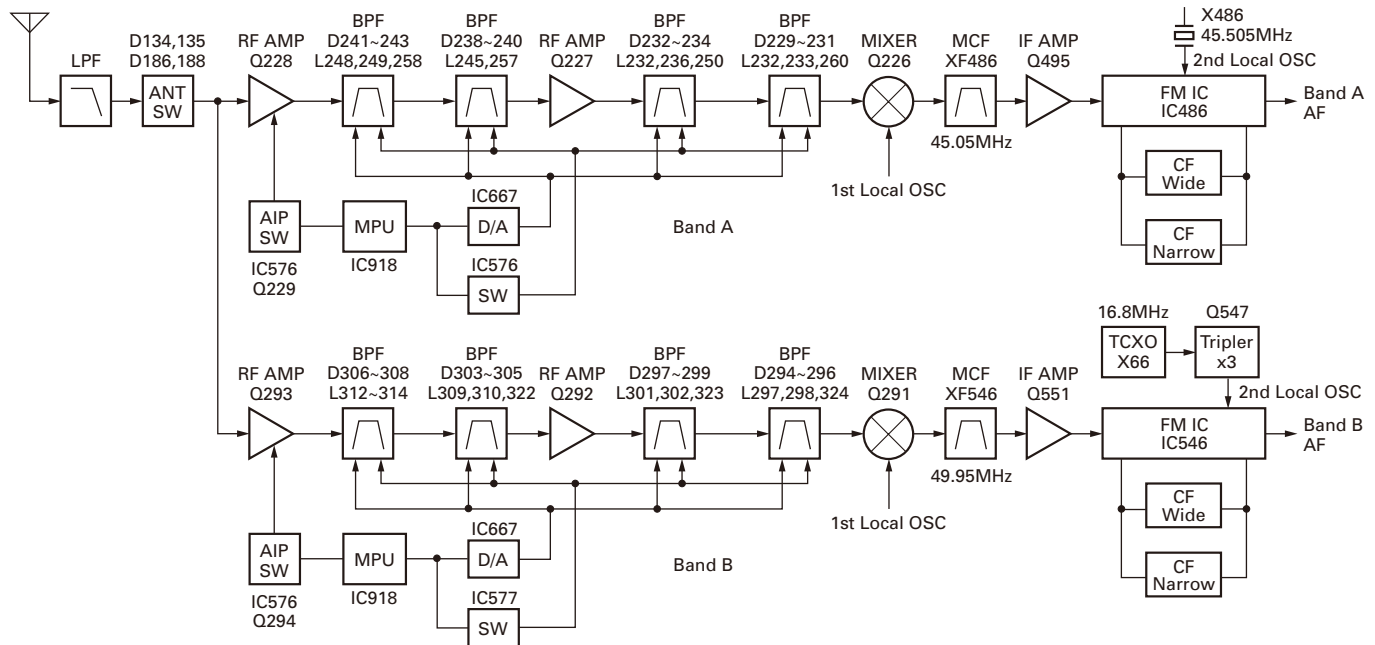 LPF
D134,135
D186,188
ANT
SW
RF AMP
Q228
BPF
D241~243
L248,249,258
BPF
D238~240
L245,257
RF AMP
Q227
BPF
D232~234
L232,236,250
BPF
D229~231
L232,233,260
MIXER
Q226
MCF
XF486
45.05MHz
IF AMP
Q495
X486
45.505MHz
2nd Local OSC
FM IC
IC486
Band A
AF
CF
Wide
CF
Narrow
1st Local OSC
AIP
SW
IC576
Q229
MPU
IC918
IC667
D/A
IC576
SW
Band A
RF AMP
Q293
BPF
D306~308
L312~314
BPF
D303~305
L309,310,322
RF AMP
Q292
BPF
D297~299
L301,302,323
BPF
D294~296
L297,298,324
MIXER
Q291
MCF
XF546
49.95MHz
IF AMP
Q551
16.8MHz
TCXO
X66
Q547
Tripler
x3
2nd Local OSC
FM IC
IC546
Band B
AF
CF
Wide
CF
Narrow
1st Local OSC
AIP
SW
IC576
Q294
MPU
IC918
IC667
D/A
IC577
SW
Band B